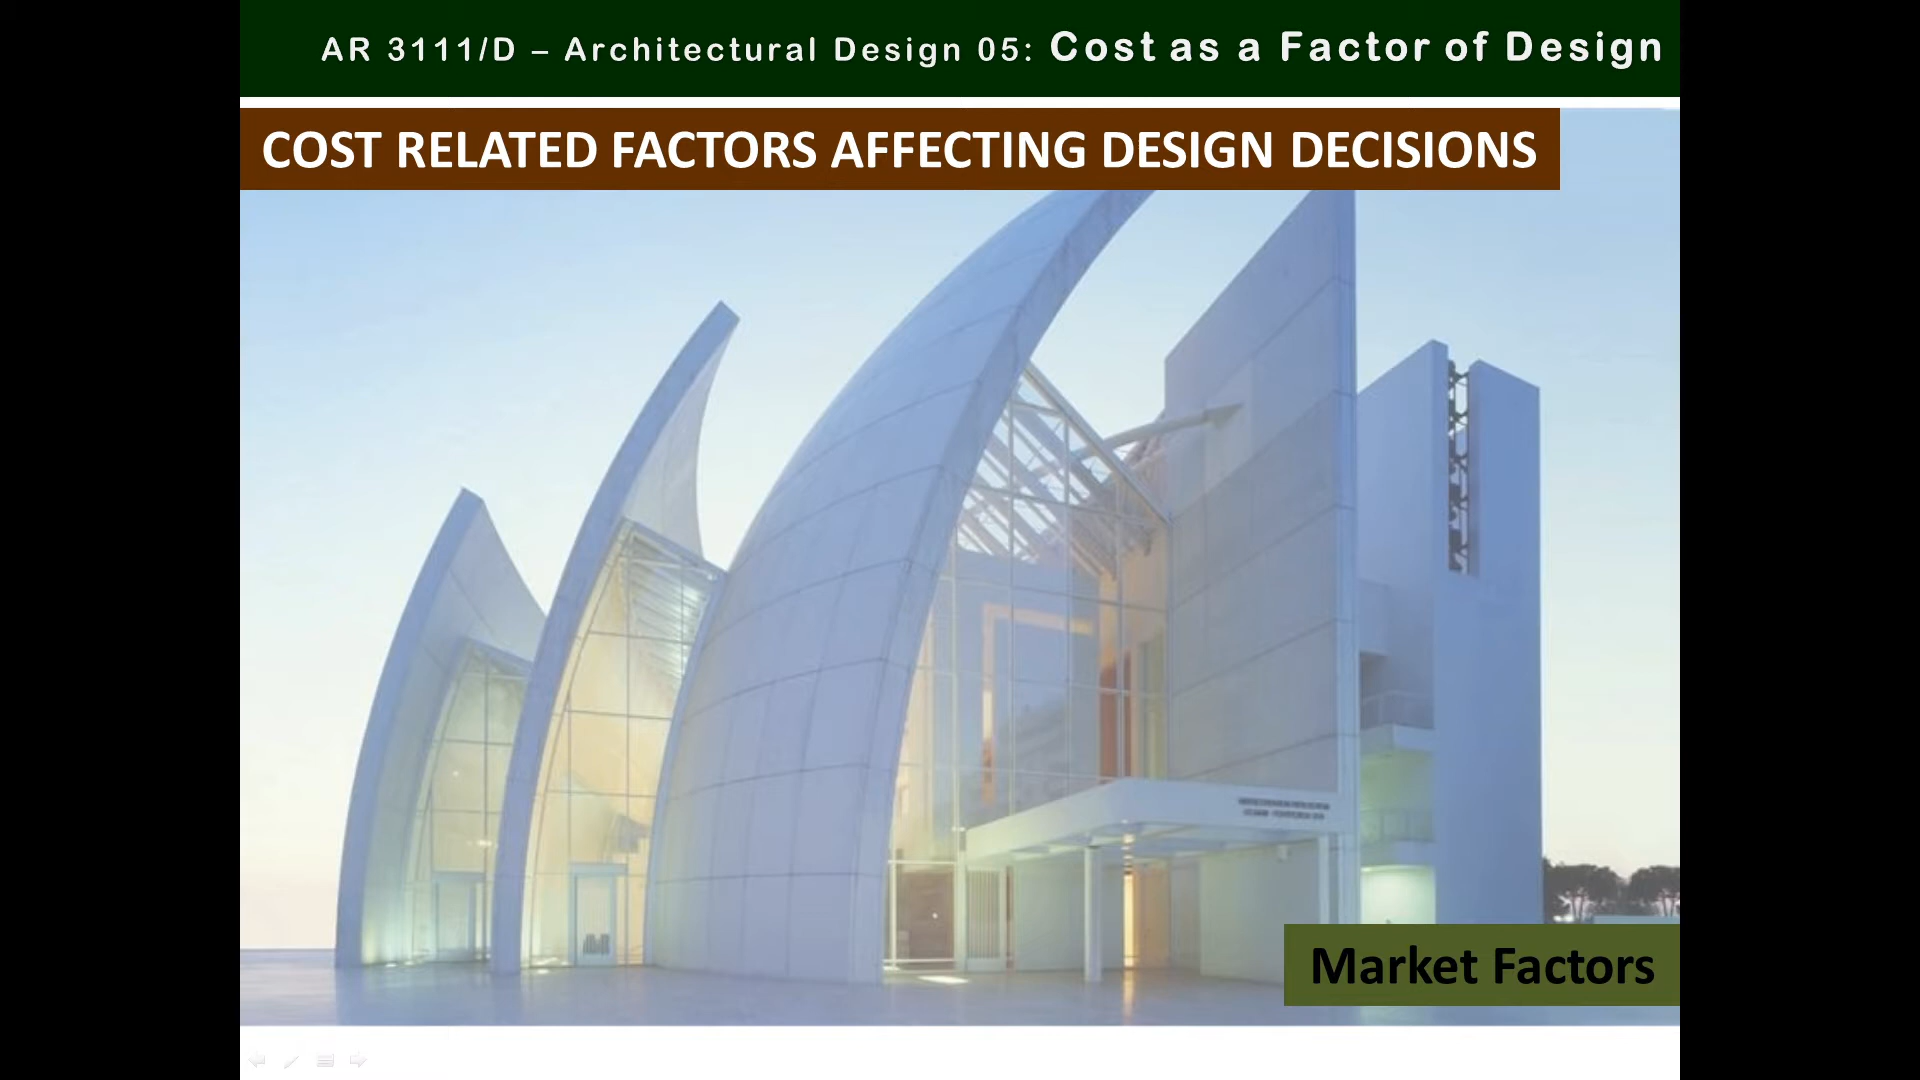 AR 3111/D – Architectural Design 05: Cost as a Factor of Design
COST RELATED FACTORS AFFECTING DESIGN DECISIONS
Market Factors